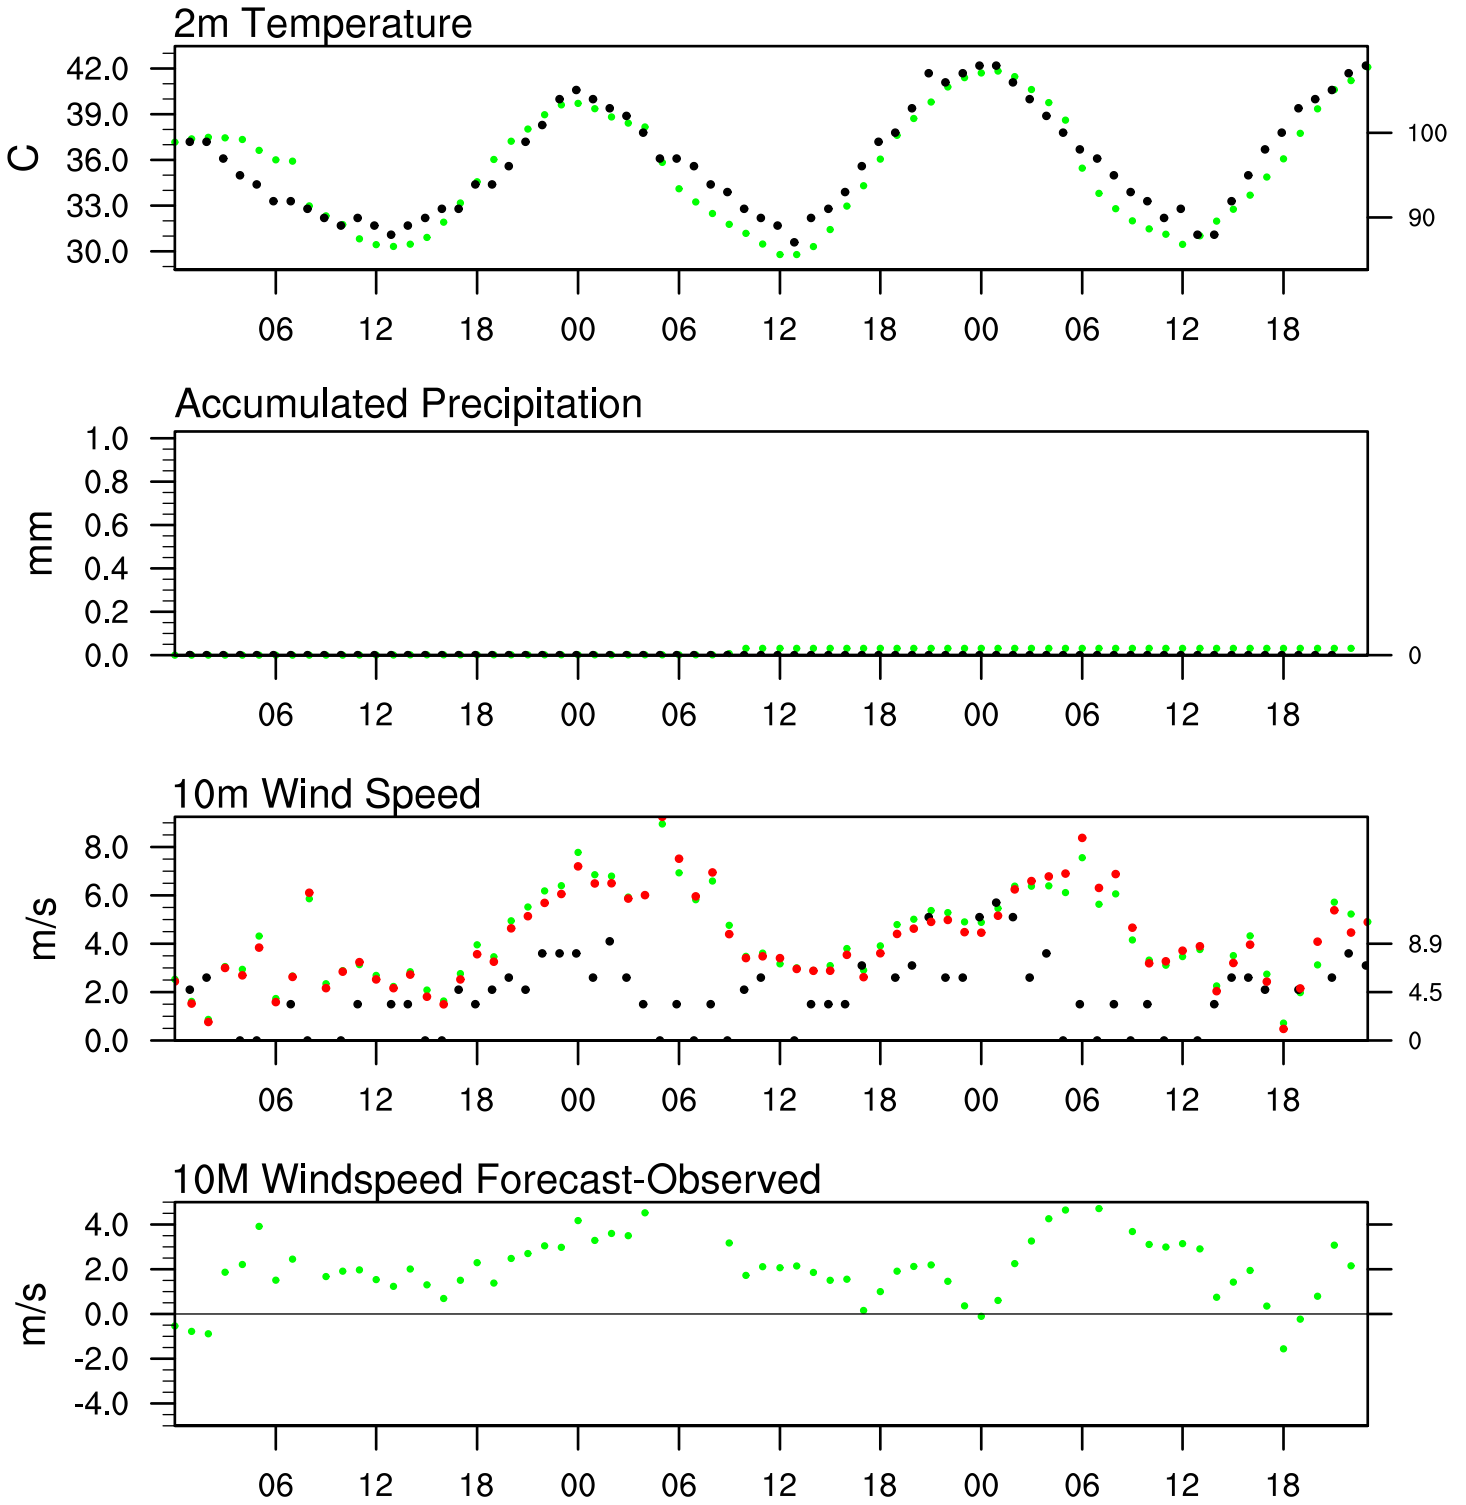 2m Temperature
42.0
39.0
36.0
33.0
30.0
C
100
90
06 12 18 00 06 12 18 00 06 12 18
Accumulated Precipitation
1.0
0.8
0.6
0.4
0.2
0.0
mm
0
06 12 18 00 06 12 18 00 06 12 18
10m Wind Speed
8.0
6.0
4.0
2.0
0.0
m/s
8.9
4.5
0
06 12 18 00 06 12 18 00 06 12 18
10M Windspeed Forecast-Observed
4.0
2.0
0.0
-2.0
-4.0
m/s
06 12 18 00 06 12 18 00 06 12 18